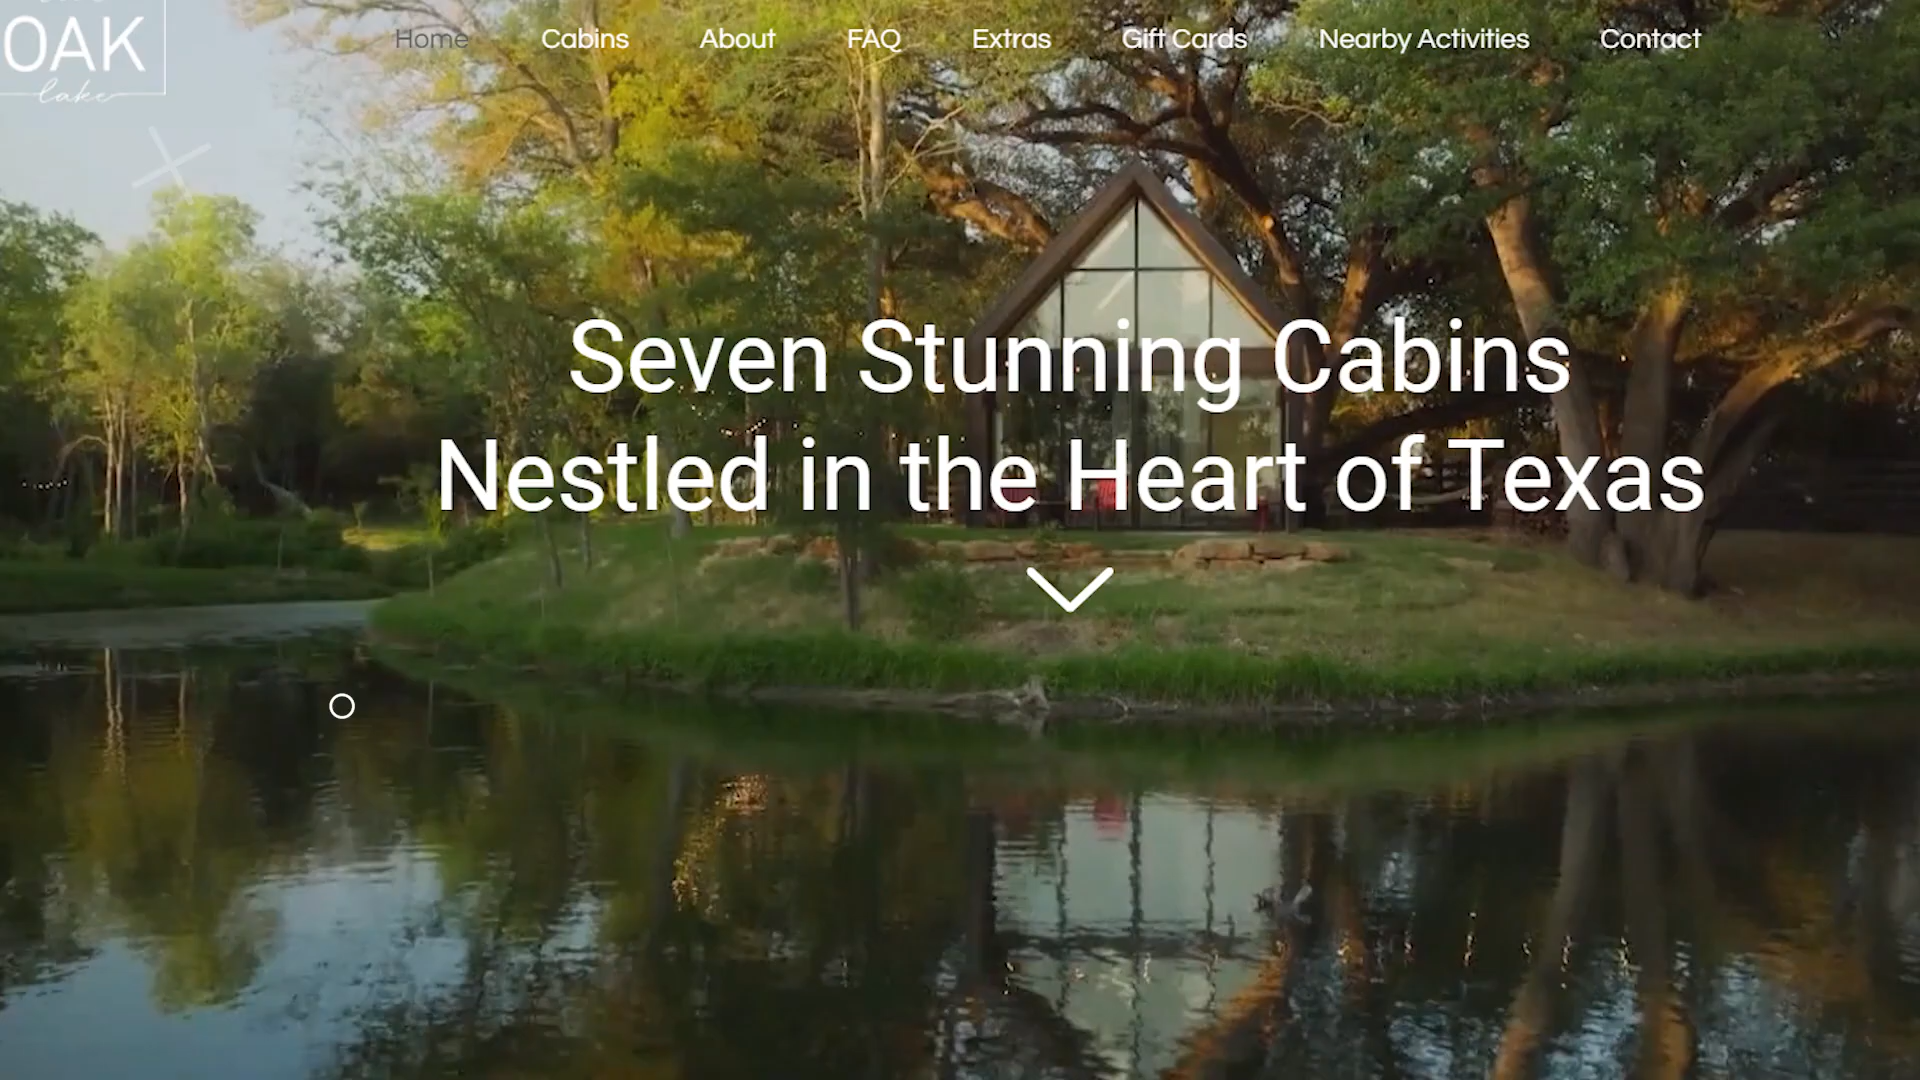 OAK
lake
Home Cabins About FAQ Extras Gift Cards Nearby Activities Contact
Seven Stunning Cabins
Nestled in the Heart of Texas